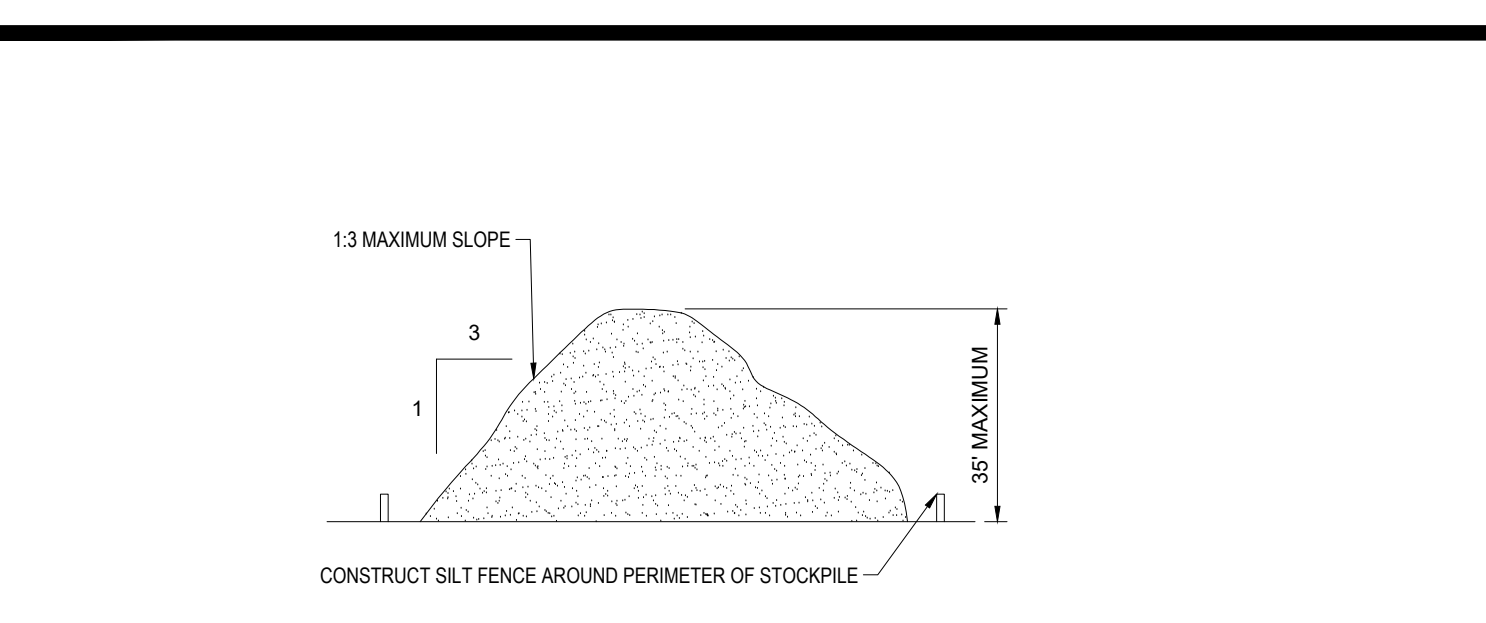 1:3 MAXIMUM SLOPE
3
1
35' MAXIMUM
CONSTRUCT SILT FENCE AROUND PERIMETER OF STOCKPILE